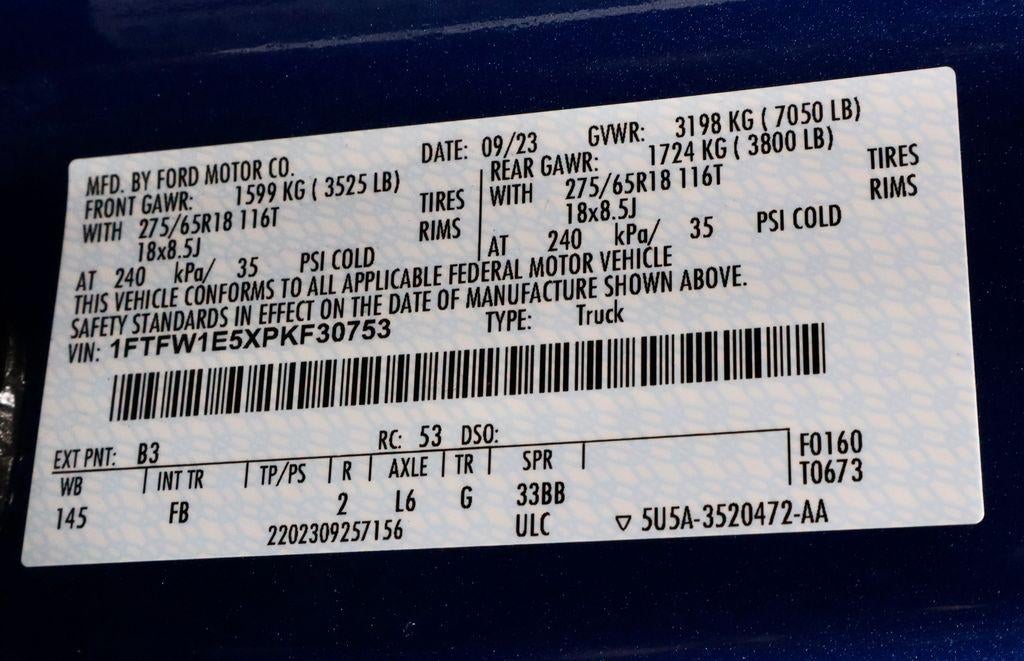 MFD. BY FORD MOTOR CO. DATE: 09/23 GVWR: 3198 KG ( 7050 LB)
FRONT GAWR: 1599 KG ( 3525 LB) REAR GAWR: 1724 KG ( 3800 LB)
WITH 275/65R18 116T TIRES WITH 275/65R18 116T TIRES
18x8.5J RIMS 18x8.5J RIMS
AT 240 kPa/ 35 PSI COLD AT 240 kPa/ 35 PSI COLD
THIS VEHICLE CONFORMS TO ALL APPLICABLE FEDERAL MOTOR VEHICLE
SAFETY STANDARDS IN EFFECT ON THE DATE OF MANUFACTURE SHOWN ABOVE.
VIN: 1FTFW1E5XPKF30753 TYPE: Truck
EXT PNT: B3 RC: 53 DSO: F0160
WB INT TR TP/PS R AXLE TR SPR T0673
145 FB 2 L6 G 33BB
2202309257156 ULC ▽ 5U5A-3520472-AA